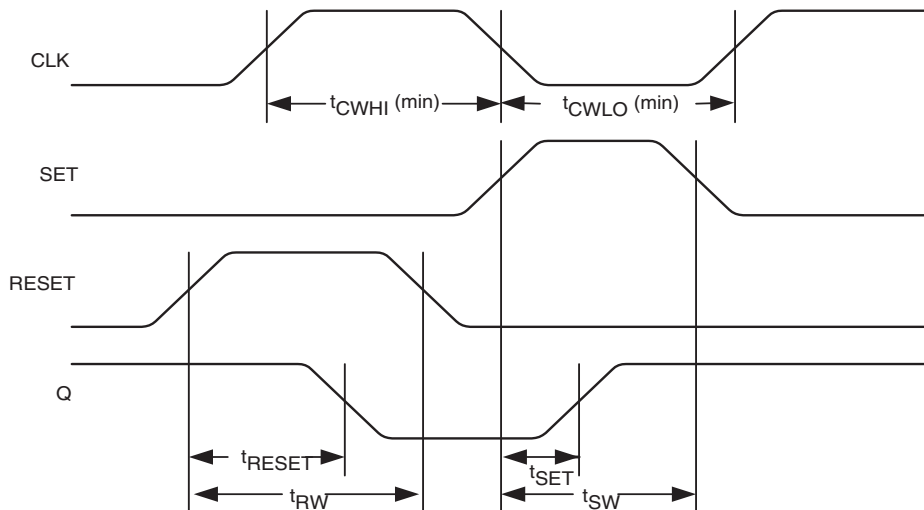 CLK
tCWHI (min)
tCWLO (min)
SET
RESET
Q
tRESET
tSET
tRW
tSW